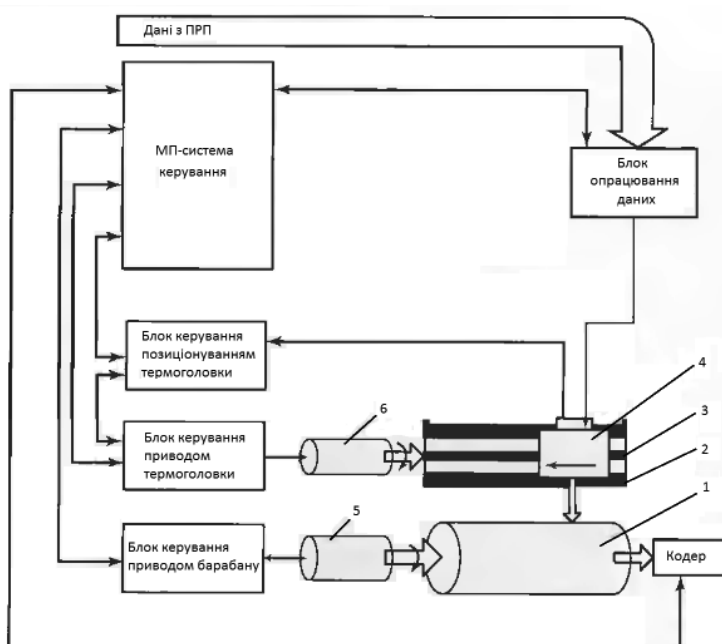 Дані з ПРП
МП-система
керування
Блок
опрацювання
даних
Блок керування
позиціонуванням
термоголовки
4
6
3
Блок керування
приводом
термоголовки
2
5
1
Блок керування
приводом барабану
Кодер